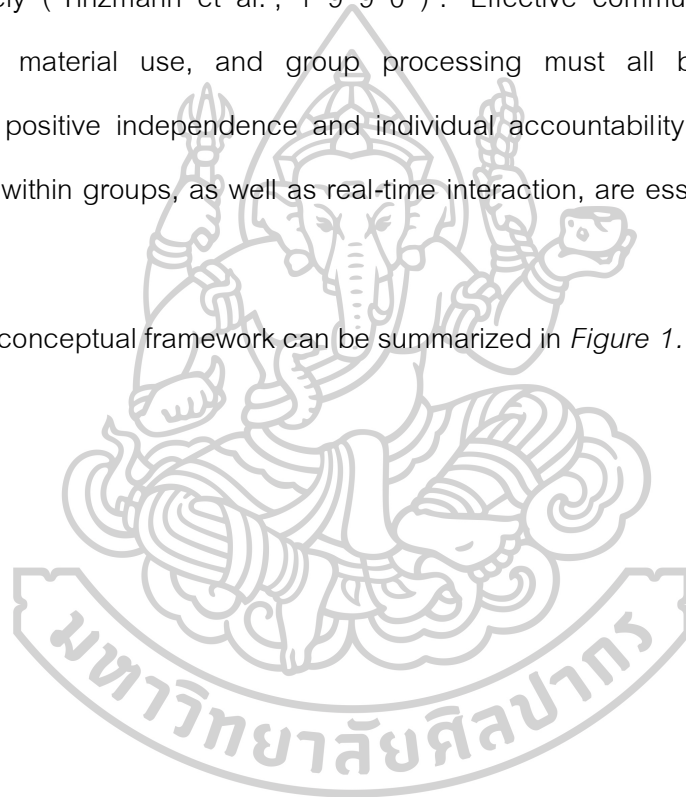 ely ( Tinzmann et al. , 1 9 9 0 ) . Effective commu
material use, and group processing must all b
positive independence and individual accountability
within groups, as well as real-time interaction, are ess
conceptual framework can be summarized in Figure 1.
มหาวิทยาลัยศิลปากร